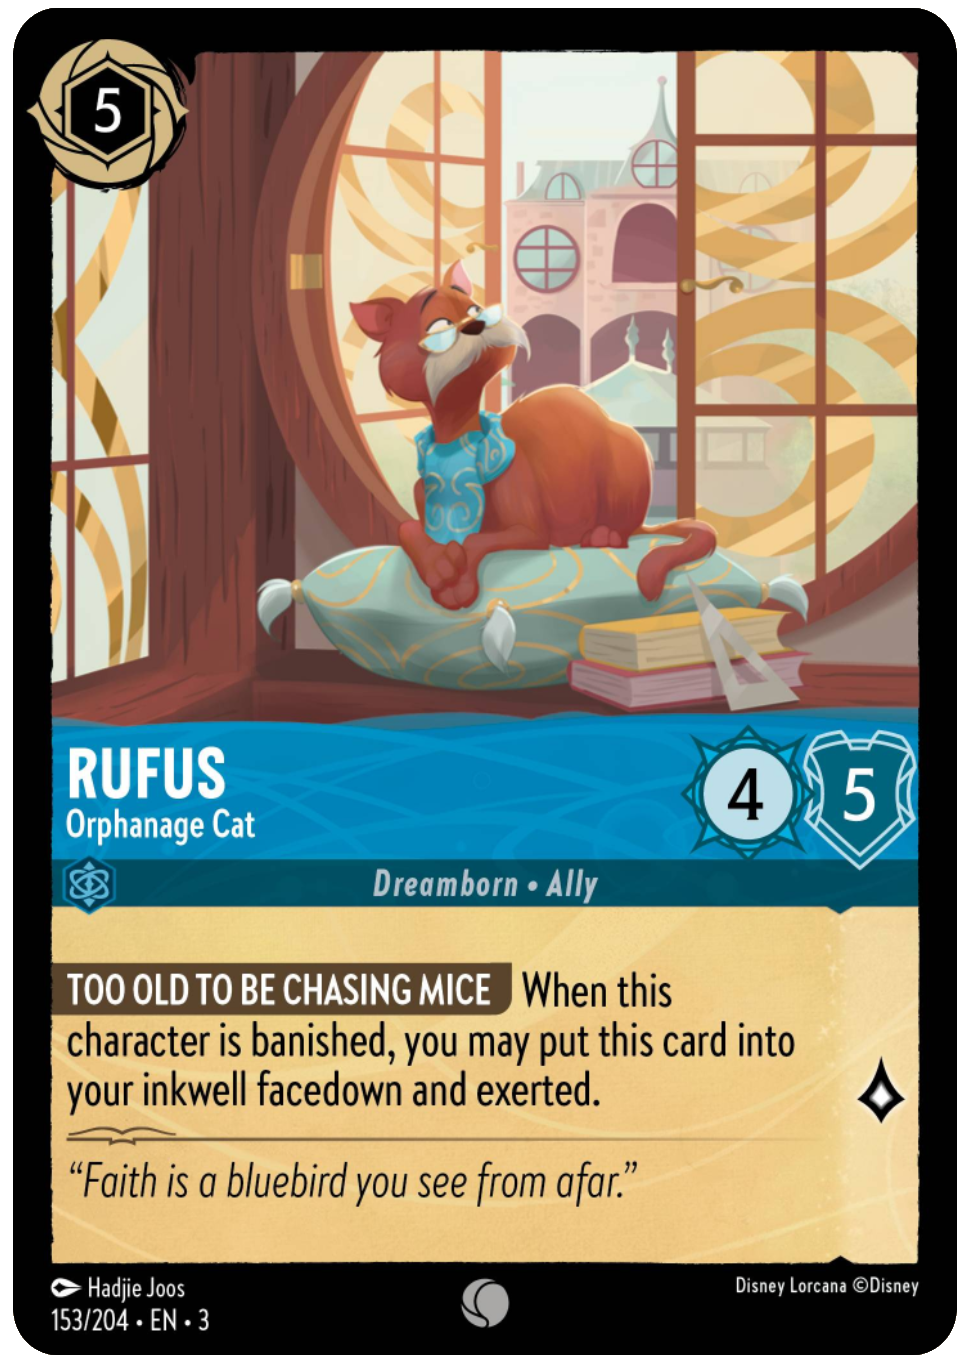 5
RUFUS
Orphanage Cat
4
5
Dreamborn • Ally
TOO OLD TO BE CHASING MICE When this
character is banished, you may put this card into
your inkwell facedown and exerted.
“Faith is a bluebird you see from afar.”
Hadjie Joos
Disney Lorcana ©Disney
153/204 • EN • 3